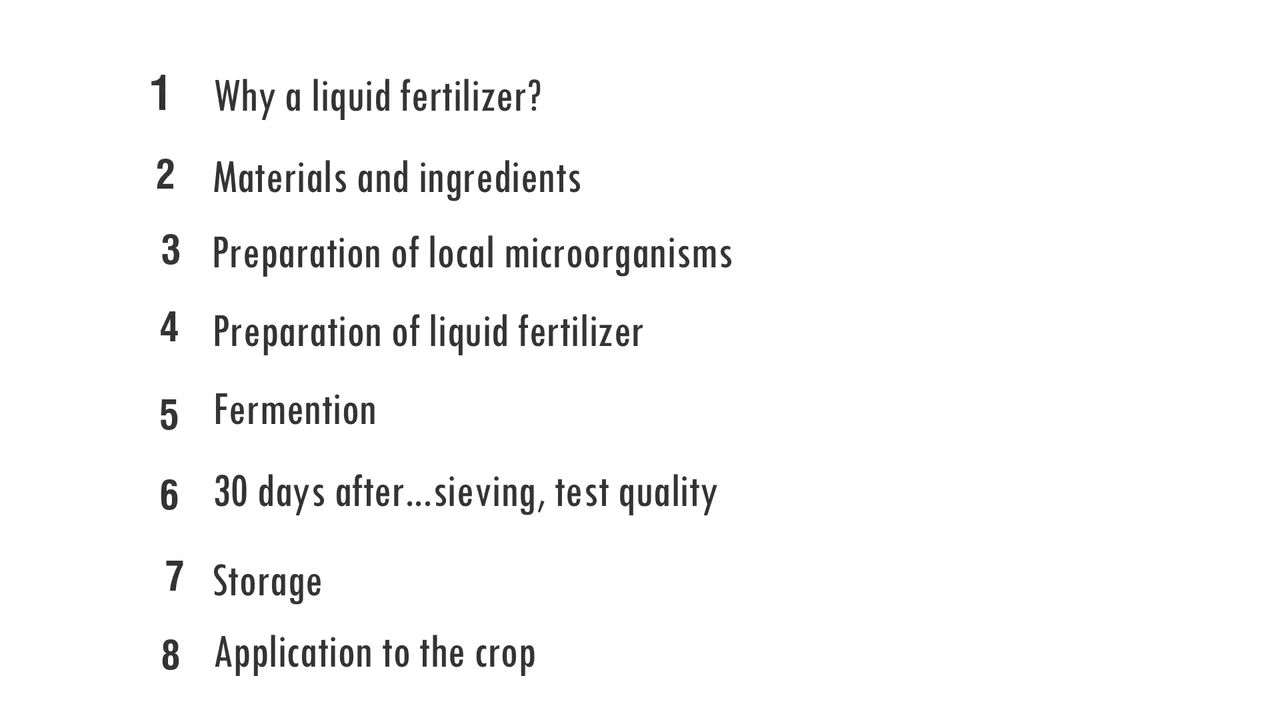 1 Why a liquid fertilizer?
2 Materials and ingredients
3 Preparation of local microorganisms
4 Preparation of liquid fertilizer
5 Fermention
6 30 days after...sieving, test quality
7 Storage
8 Application to the crop